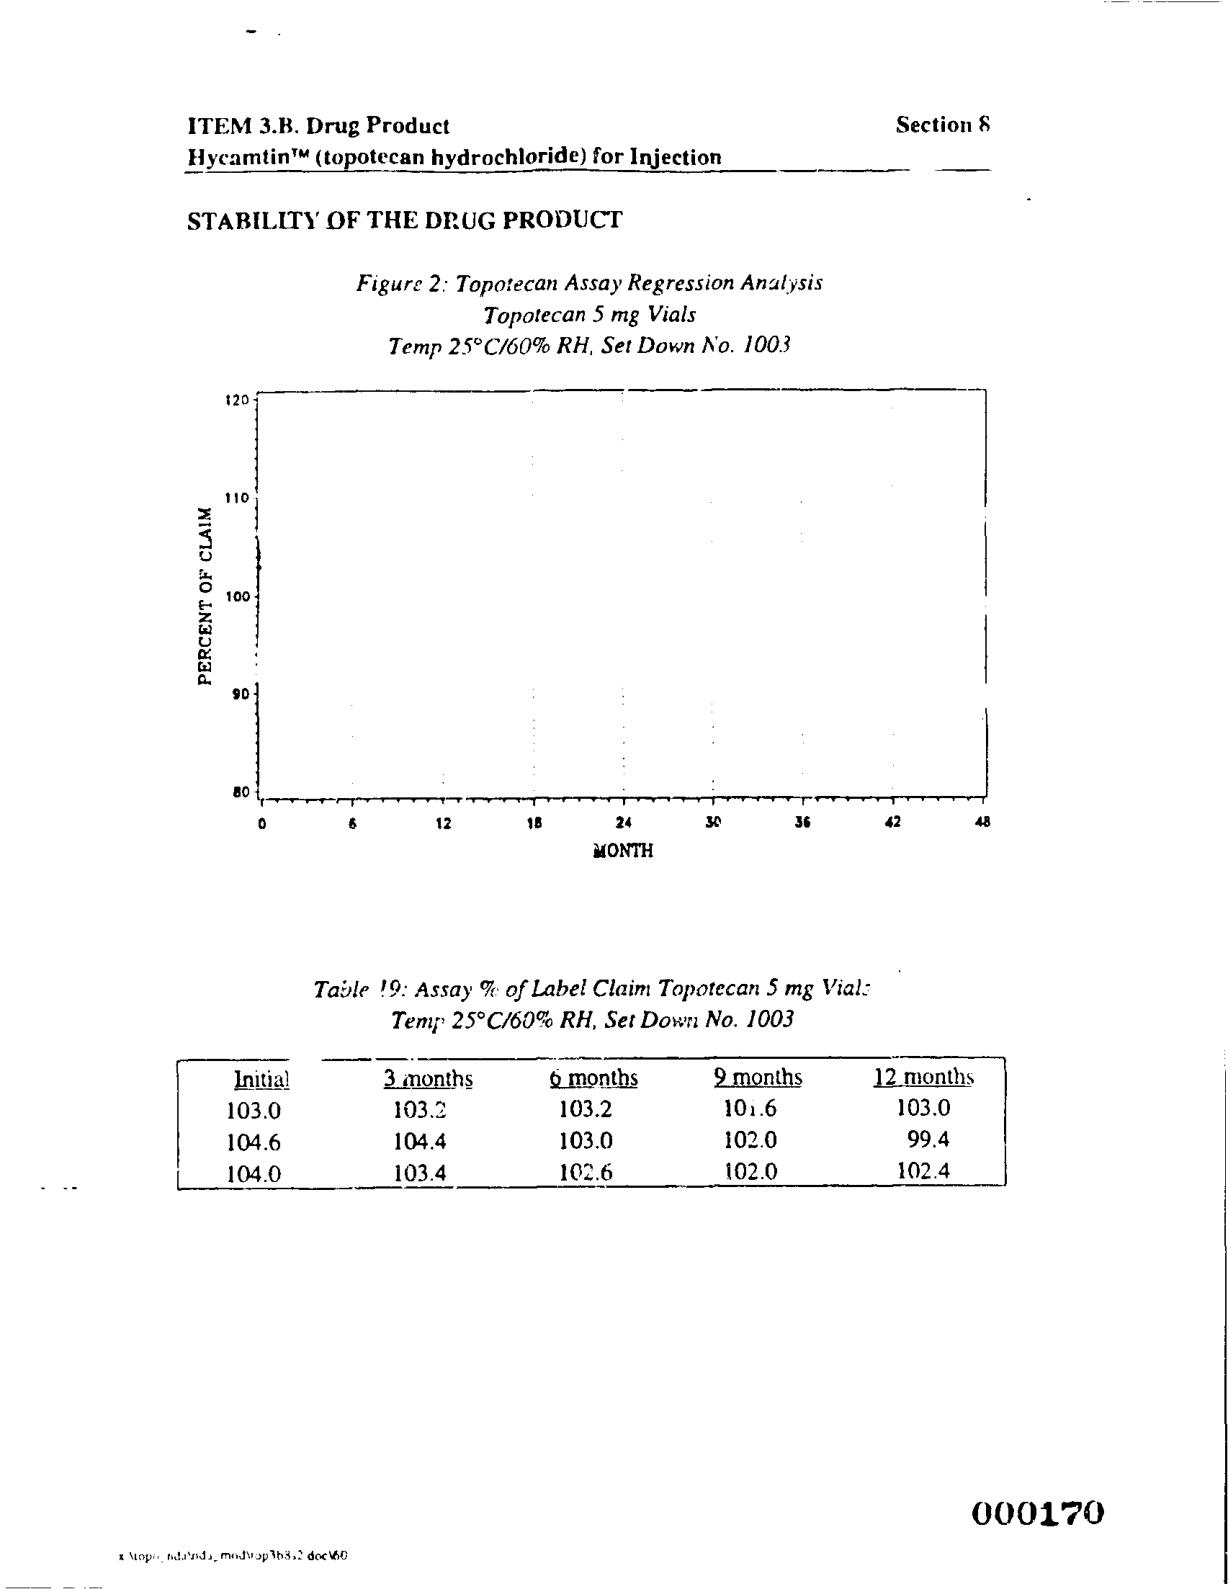 ITEM 3.B. Drug Product Section 8
Hycamtin™ (topotecan hydrochloride) for Injection
STABILITY OF THE DRUG PRODUCT
Figure 2: Topotecan Assay Regression Analysis
Topotecan 5 mg Vials
Temp 25°C/60% RH, Set Down No. 1003
120
110
100
90
80
PERCENT OF CLAIM
0 6 12 18 24 30 36 42 48
MONTH
Table 19: Assay % of Label Claim Topotecan 5 mg Vials
Temp 25°C/60% RH, Set Down No. 1003
Initial 3 months 6 months 9 months 12 months
103.0 103.2 103.2 101.6 103.0
104.6 104.4 103.0 102.0 99.4
104.0 103.4 102.6 102.0 102.4
000170